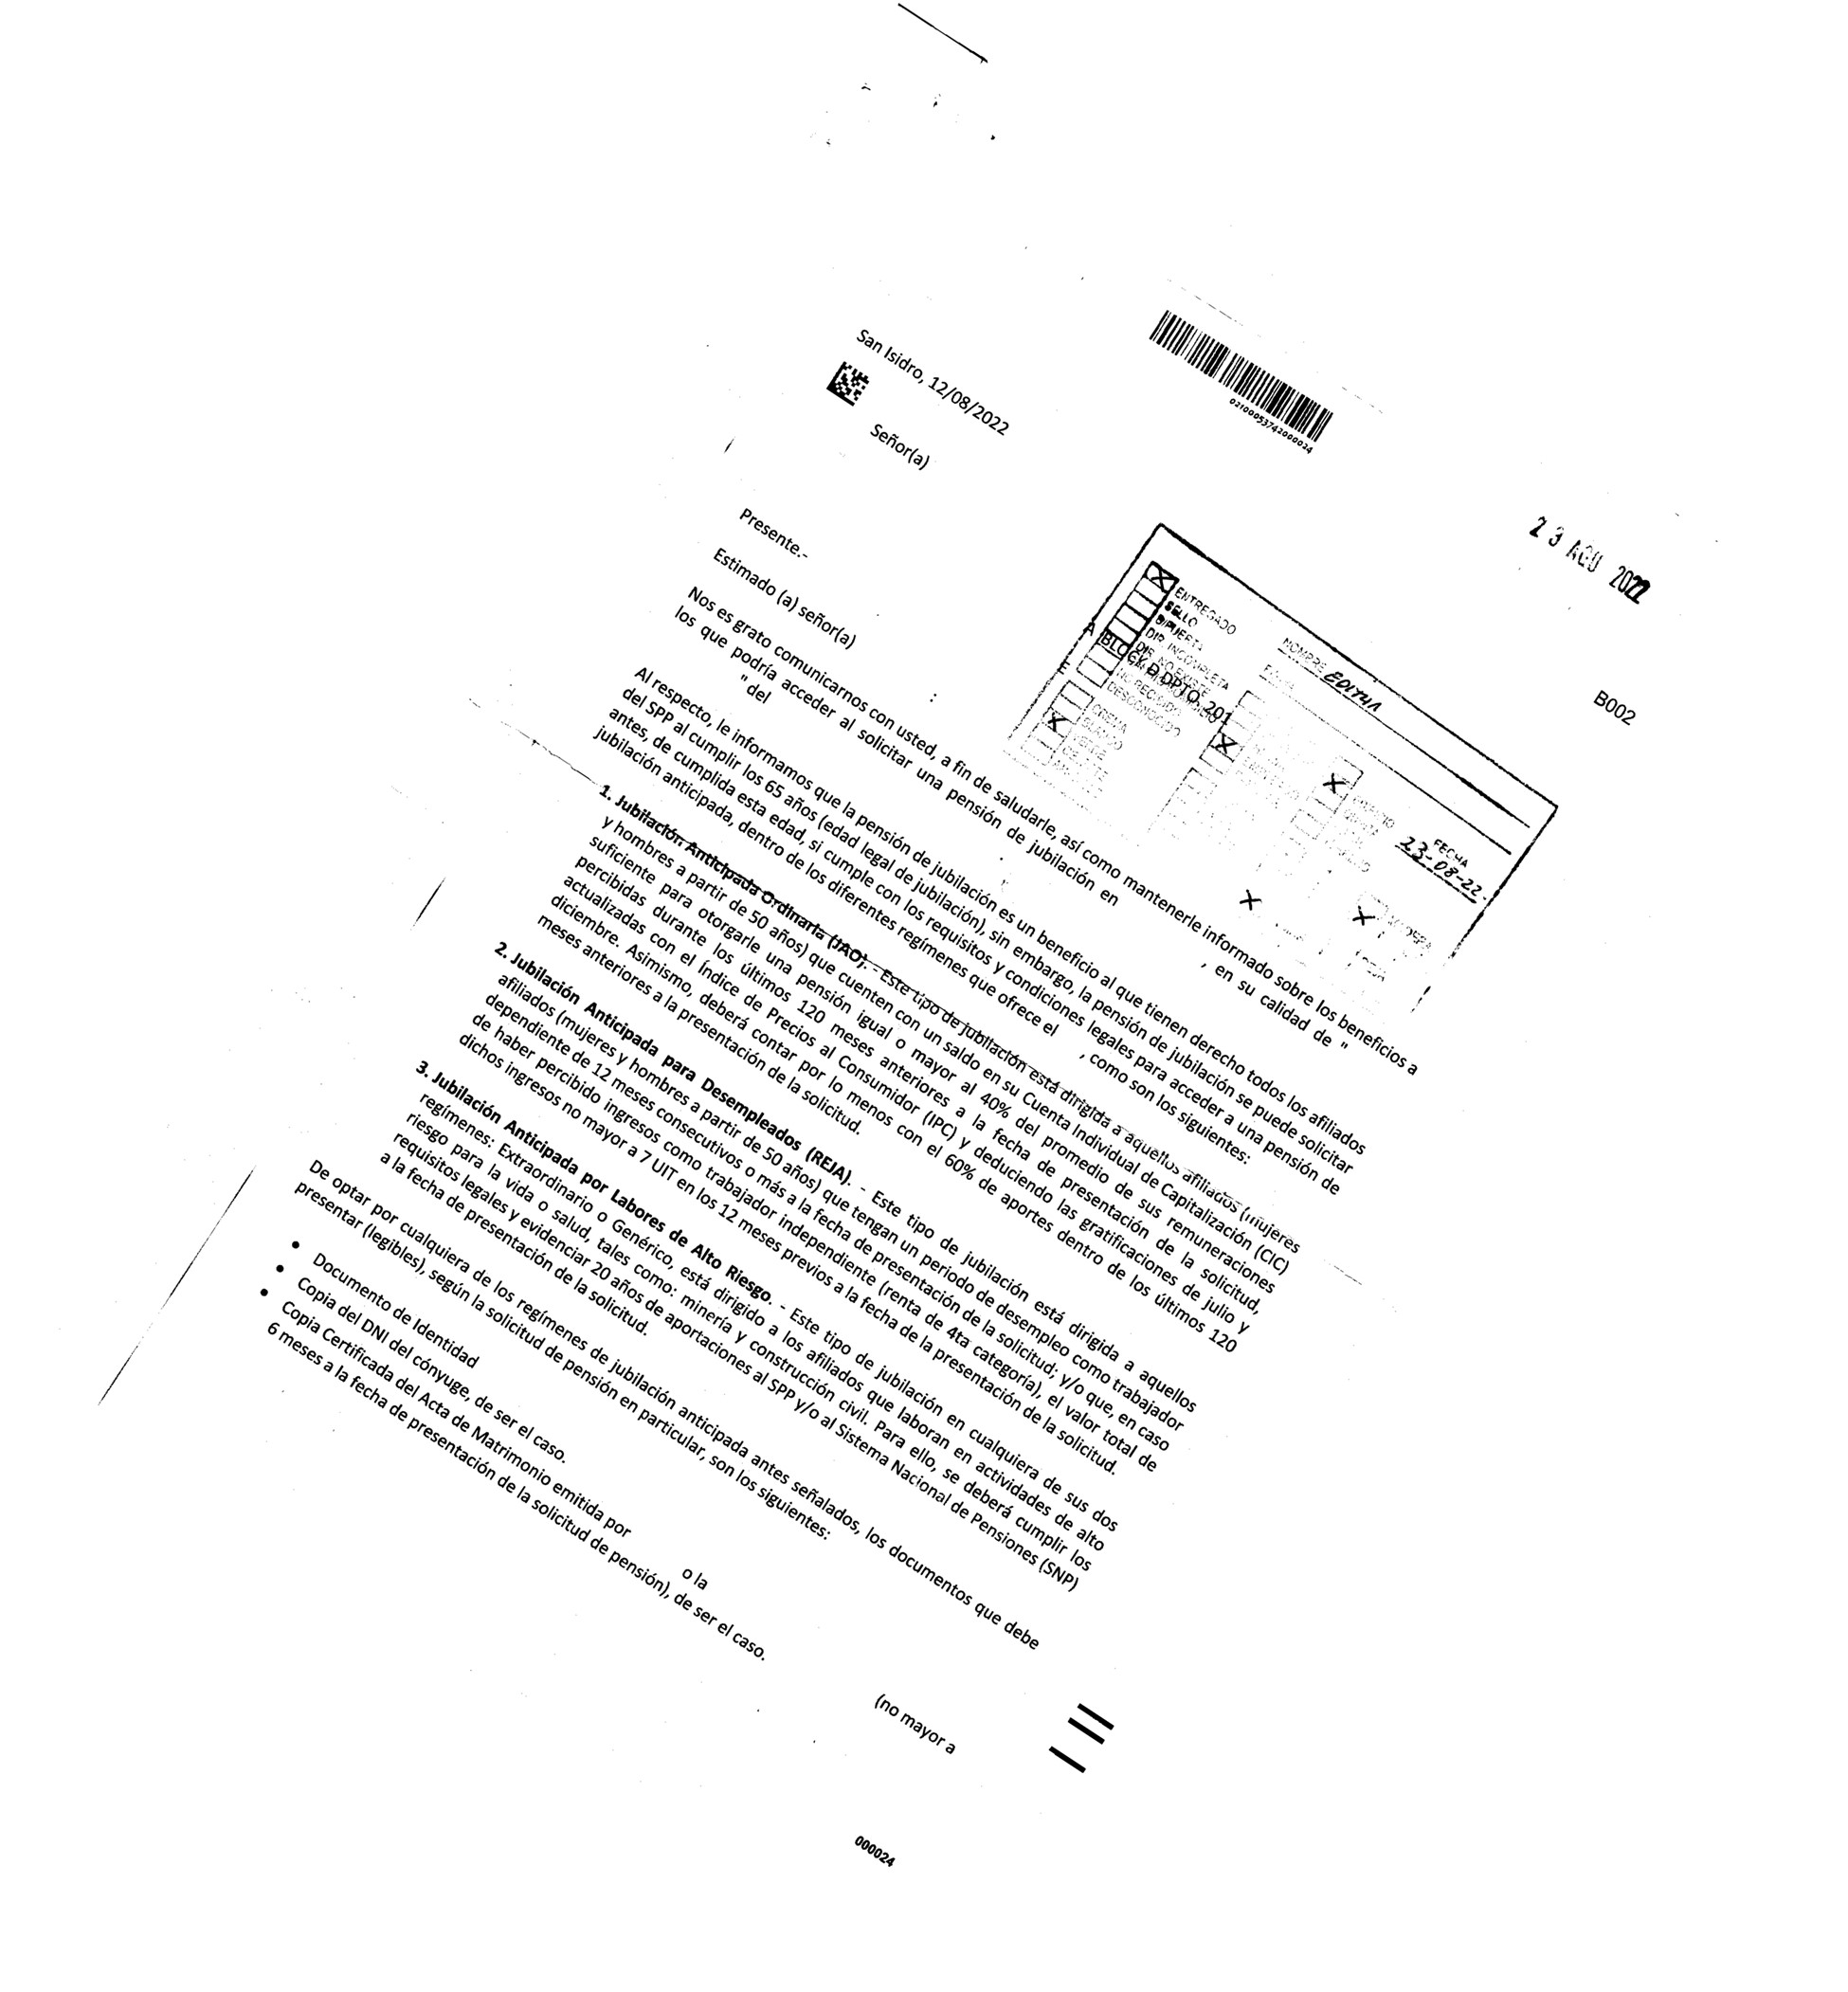 23 AGO 2022
B002
02100053742000024
San Isidro, 12/08/2022
Señor(a)
NOMBRE EDITHA
FECHA
23-08-22
ENTREGADO
SELLO
B. PUERTA
DIR. INCOMPLETA
DIR. NO EXISTE
BLOCK B DPTO. 201
DESCONOCIDO
CREMA
Presente.-
Estimado (a) señor(a)
Nos es grato comunicarnos con usted, a fin de saludarle, así como mantenerle informado sobre los beneficios a
los que podría acceder al solicitar una pensión de jubilación en , en su calidad de "
" del
Al respecto, le informamos que la pensión de jubilación es un beneficio al que tienen derecho todos los afiliados
del SPP al cumplir los 65 años (edad legal de jubilación), sin embargo, la pensión de jubilación se puede solicitar
antes, de cumplida esta edad, si cumple con los requisitos y condiciones legales para acceder a una pensión de
jubilación anticipada, dentro de los diferentes regímenes que ofrece el , como son los siguientes:
1. Jubilación Anticipada Ordinaria (JAO). - Este tipo de jubilación está dirigida a aquellos afiliados (mujeres
y hombres a partir de 50 años) que cuenten con un saldo en su Cuenta Individual de Capitalización (CIC)
suficiente para otorgarle una pensión igual o mayor al 40% del promedio de sus remuneraciones
percibidas durante los últimos 120 meses anteriores a la fecha de presentación de la solicitud,
actualizadas con el Índice de Precios al Consumidor (IPC) y deduciendo las gratificaciones de julio y
diciembre. Asimismo, deberá contar por lo menos con el 60% de aportes dentro de los últimos 120
meses anteriores a la presentación de la solicitud.
2. Jubilación Anticipada para Desempleados (REJA). - Este tipo de jubilación está dirigida a aquellos
afiliados (mujeres y hombres a partir de 50 años) que tengan un periodo de desempleo como trabajador
dependiente de 12 meses consecutivos o más a la fecha de presentación de la solicitud; y/o que, en caso
de haber percibido ingresos como trabajador independiente (renta de 4ta categoría), el valor total de
dichos ingresos no mayor a 7 UIT en los 12 meses previos a la fecha de la presentación de la solicitud.
3. Jubilación Anticipada por Labores de Alto Riesgo. - Este tipo de jubilación en cualquiera de sus dos
regímenes: Extraordinario o Genérico, está dirigido a los afiliados que laboran en actividades de alto
riesgo para la vida o salud, tales como: minería y construcción civil. Para ello, se deberá cumplir los
requisitos legales y evidenciar 20 años de aportaciones al SPP y/o al Sistema Nacional de Pensiones (SNP)
a la fecha de presentación de la solicitud.
De optar por cualquiera de los regímenes de jubilación anticipada antes señalados, los documentos que debe
presentar (legibles), según la solicitud de pensión en particular, son los siguientes:
• Documento de Identidad
• Copia del DNI del cónyuge, de ser el caso.
• Copia Certificada del Acta de Matrimonio emitida por o la (no mayor a
6 meses a la fecha de presentación de la solicitud de pensión), de ser el caso.
000024